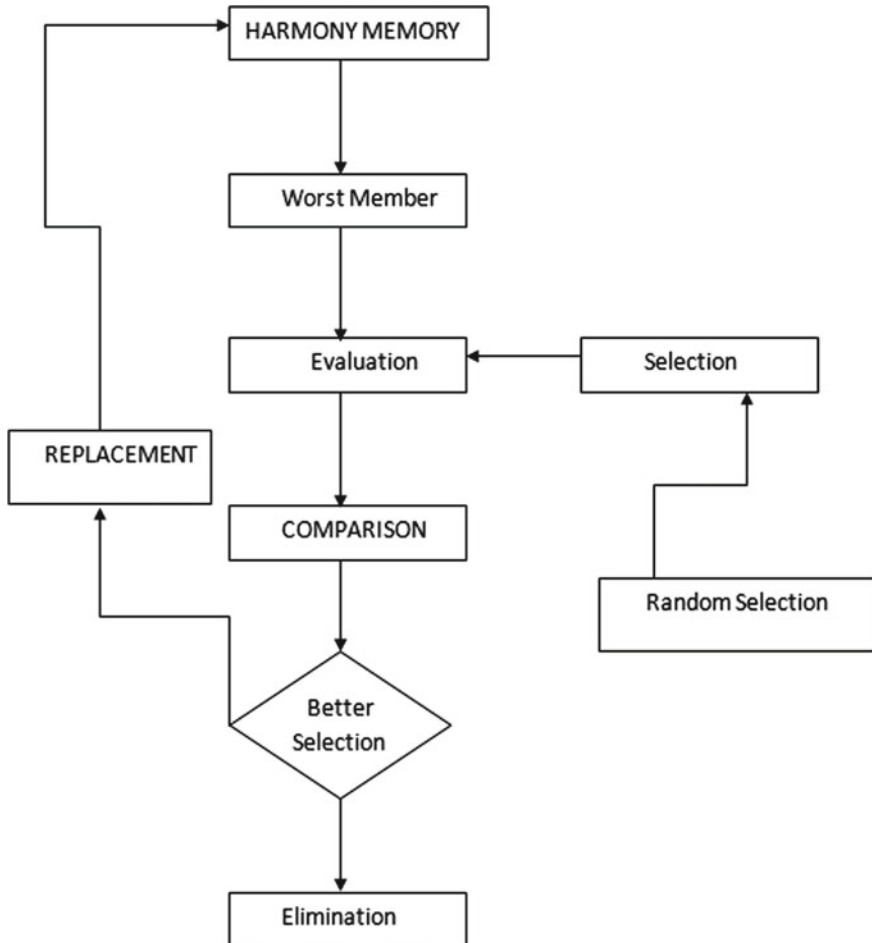 HARMONY MEMORY
Worst Member
Evaluation
Selection
REPLACEMENT
COMPARISON
Random Selection
Better
Selection
Elimination